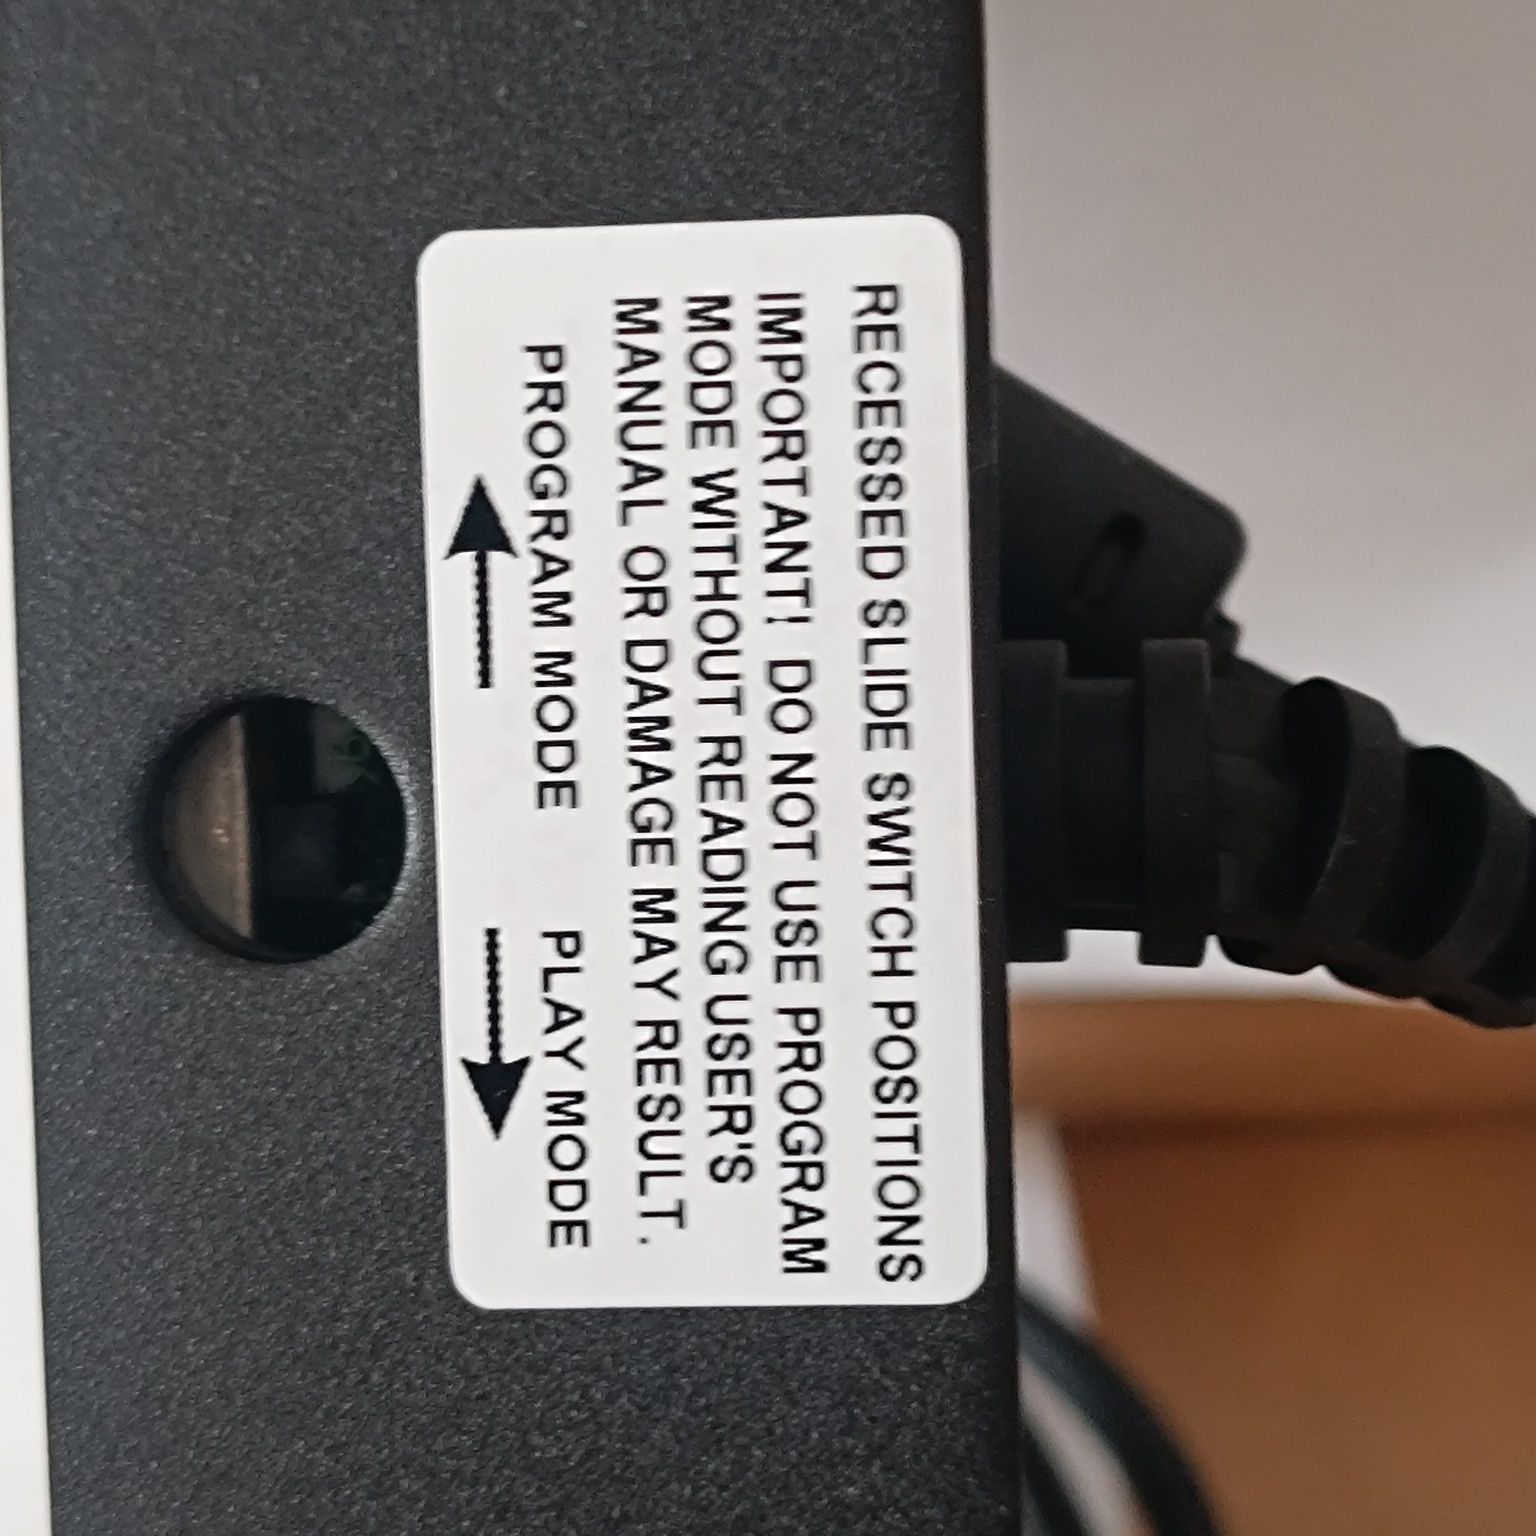 RECESSED SLIDE SWITCH POSITIONS
IMPORTANT! DO NOT USE PROGRAM
MODE WITHOUT READING USER'S
MANUAL OR DAMAGE MAY RESULT.
PROGRAM MODE PLAY MODE